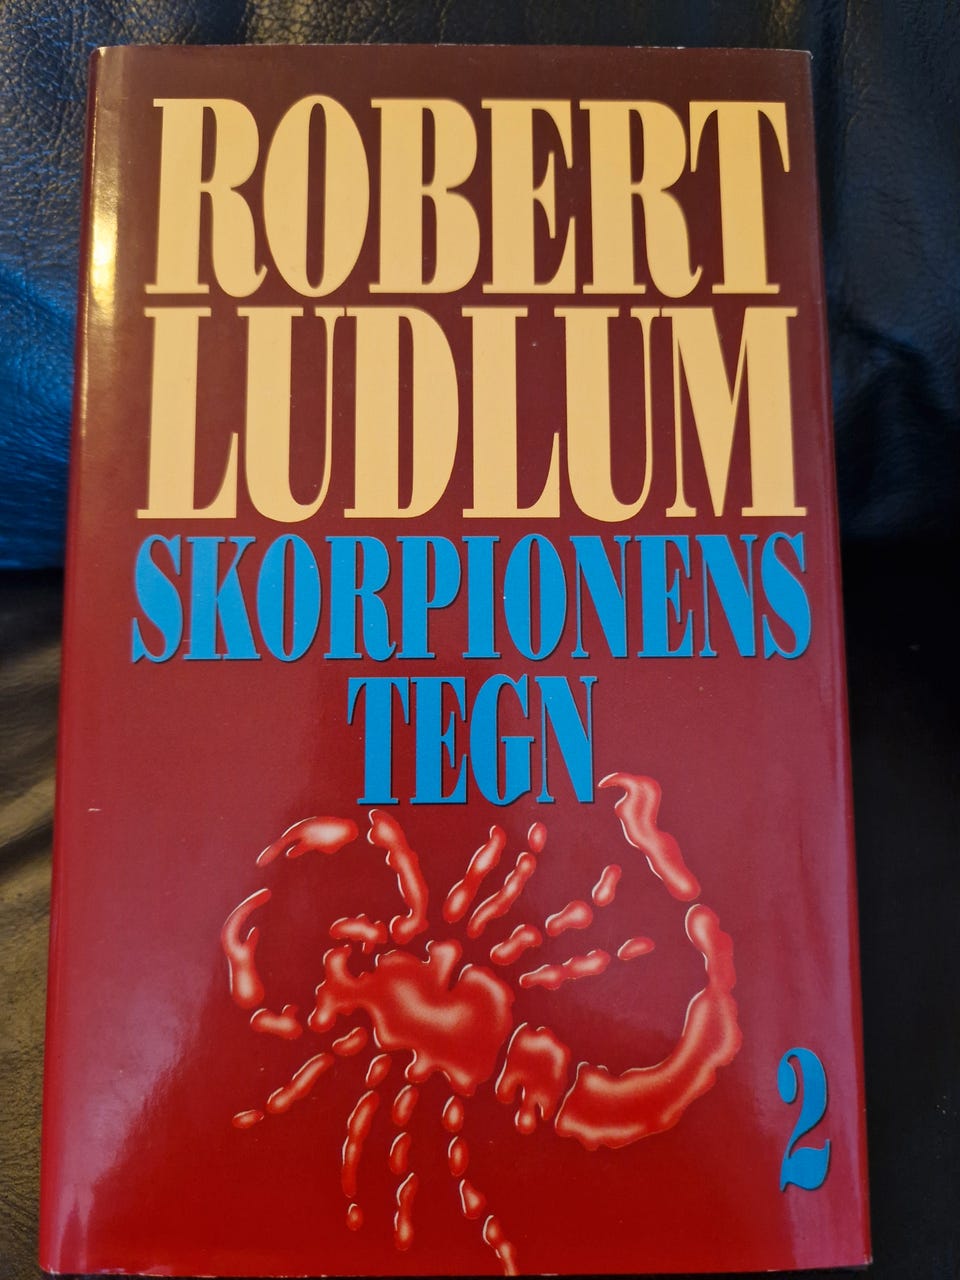 ROBERT
LUDLUM
SKORPIONENS
TEGN
2